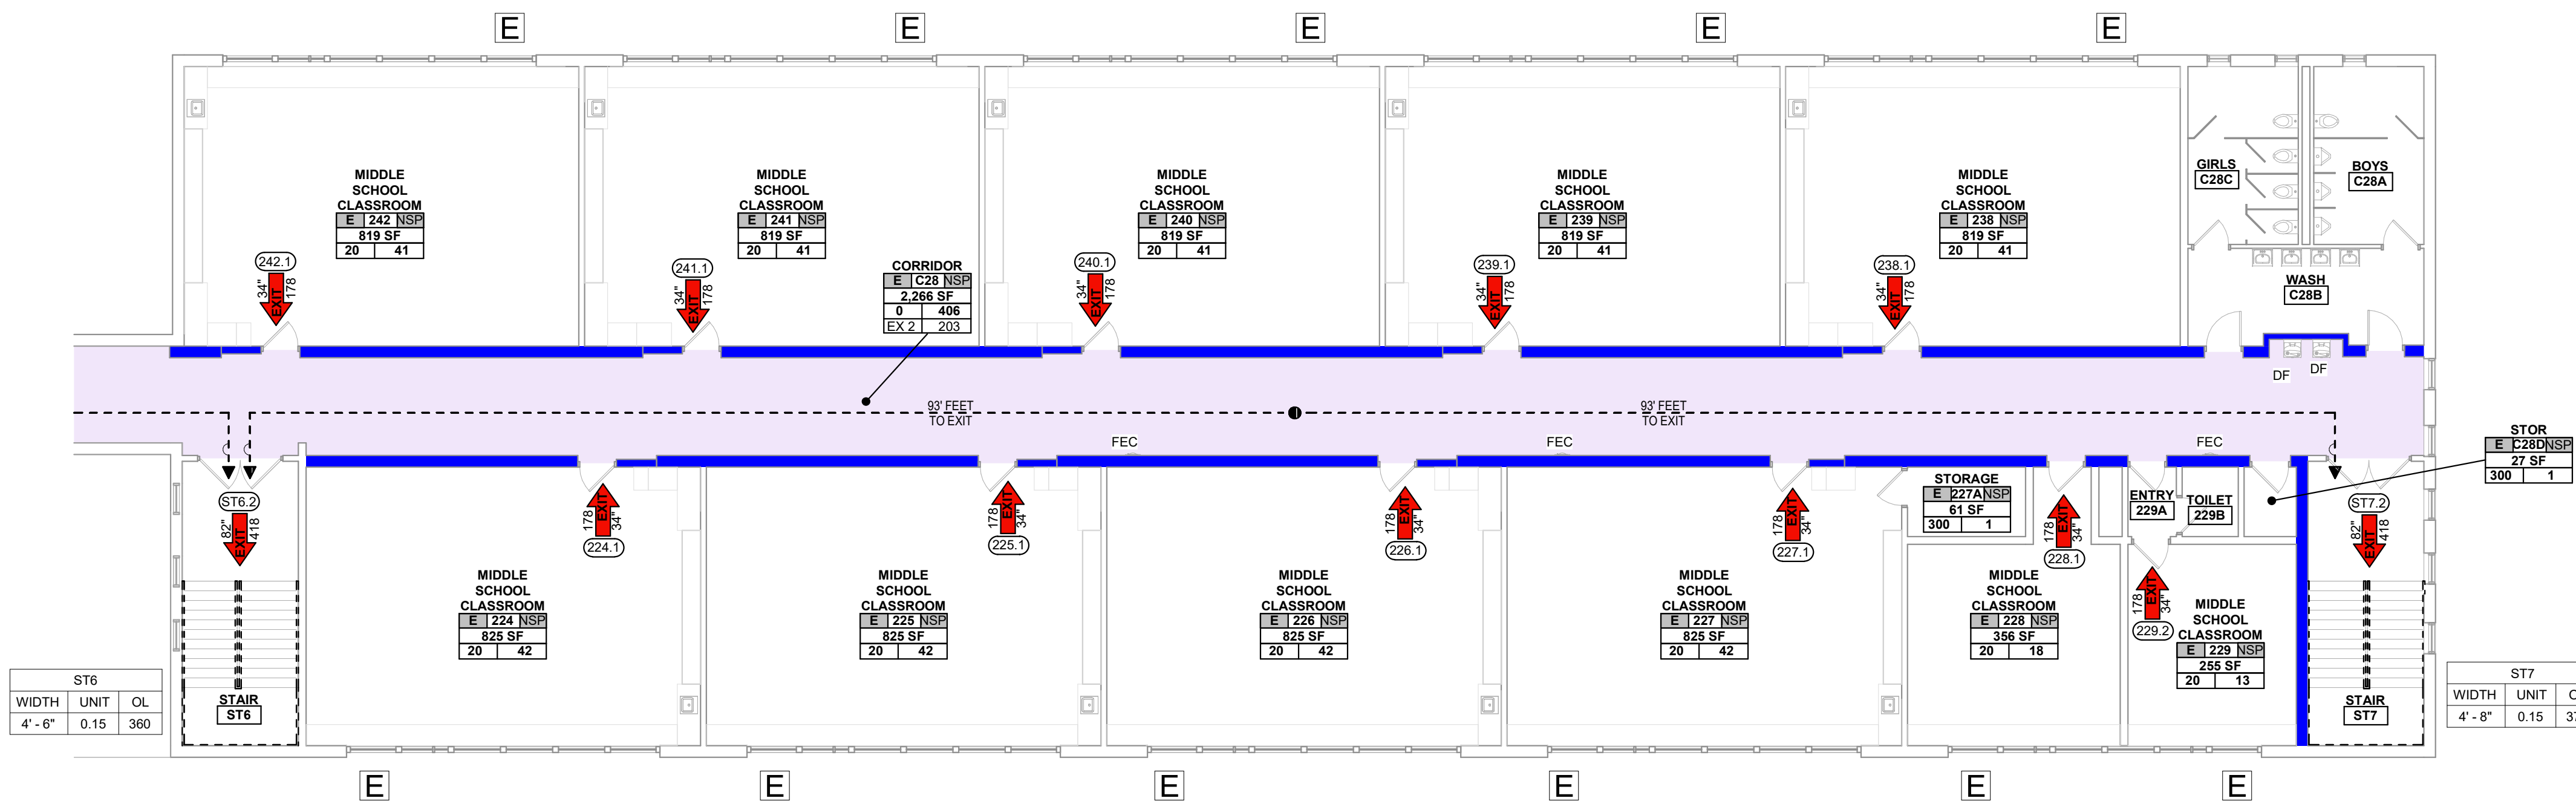 E E E E E
MIDDLE
SCHOOL
CLASSROOM
E 242 NSP
819 SF
20 41
MIDDLE
SCHOOL
CLASSROOM
E 241 NSP
819 SF
20 41
MIDDLE
SCHOOL
CLASSROOM
E 240 NSP
819 SF
20 41
MIDDLE
SCHOOL
CLASSROOM
E 239 NSP
819 SF
20 41
MIDDLE
SCHOOL
CLASSROOM
E 238 NSP
819 SF
20 41
GIRLS
C28C
BOYS
C28A
WASH
C28B
242.1
34" EXIT 178
241.1
34" EXIT 178
CORRIDOR
E C28 NSP
2,266 SF
0 406
EX 2 203
240.1
34" EXIT 178
239.1
34" EXIT 178
238.1
34" EXIT 178
DF DF
93' FEET
TO EXIT
93' FEET
TO EXIT
FEC FEC FEC
STOR
E C28D NSP
27 SF
300 1
ST6.2
82" EXIT 418
178 EXIT 34"
224.1
178 EXIT 34"
225.1
178 EXIT 34"
226.1
178 EXIT 34"
227.1
STORAGE
E 227A NSP
61 SF
300 1
178 EXIT 34"
228.1
ENTRY
229A
TOILET
229B
178 EXIT 34"
229.2
ST7.2
82" EXIT 418
MIDDLE
SCHOOL
CLASSROOM
E 224 NSP
825 SF
20 42
MIDDLE
SCHOOL
CLASSROOM
E 225 NSP
825 SF
20 42
MIDDLE
SCHOOL
CLASSROOM
E 226 NSP
825 SF
20 42
MIDDLE
SCHOOL
CLASSROOM
E 227 NSP
825 SF
20 42
MIDDLE
SCHOOL
CLASSROOM
E 228 NSP
356 SF
20 18
MIDDLE
SCHOOL
CLASSROOM
E 229 NSP
255 SF
20 13
ST6
WIDTH UNIT OL
4' - 6" 0.15 360
STAIR
ST6
STAIR
ST7
ST7
WIDTH UNIT
4' - 8" 0.15
E E E E E E